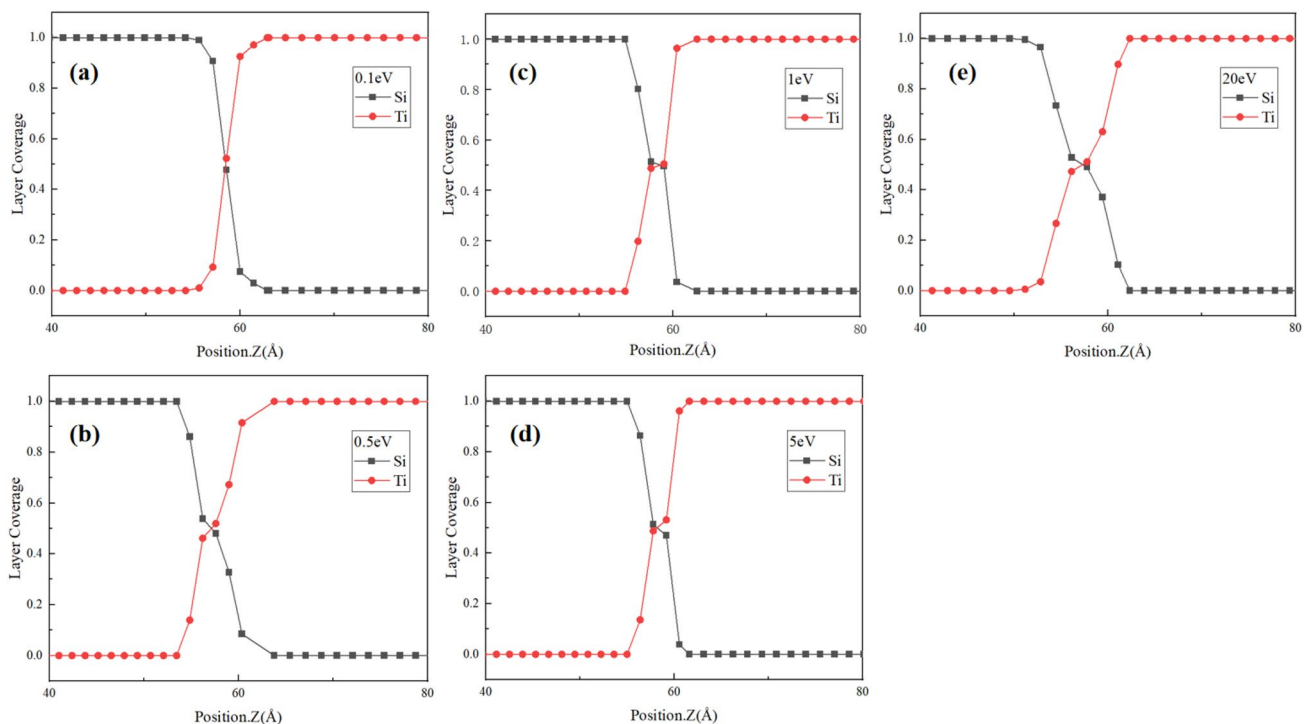 (a)
0.1eV
Si
Ti
Layer Coverage
1.0
0.8
0.6
0.4
0.2
0.0
40
60
80
Position.Z(Å)
(c)
1eV
Si
Ti
Layer Coverage
1.0
0.8
0.6
0.4
0.2
0.0
40
60
80
Position.Z(Å)
(e)
20eV
Si
Ti
Layer Coverage
1.0
0.8
0.6
0.4
0.2
0.0
40
60
80
Position.Z(Å)
(b)
0.5eV
Si
Ti
Layer Coverage
1.0
0.8
0.6
0.4
0.2
0.0
40
60
80
Position.Z(Å)
(d)
5eV
Si
Ti
Layer Coverage
1.0
0.8
0.6
0.4
0.2
0.0
40
60
80
Position.Z(Å)